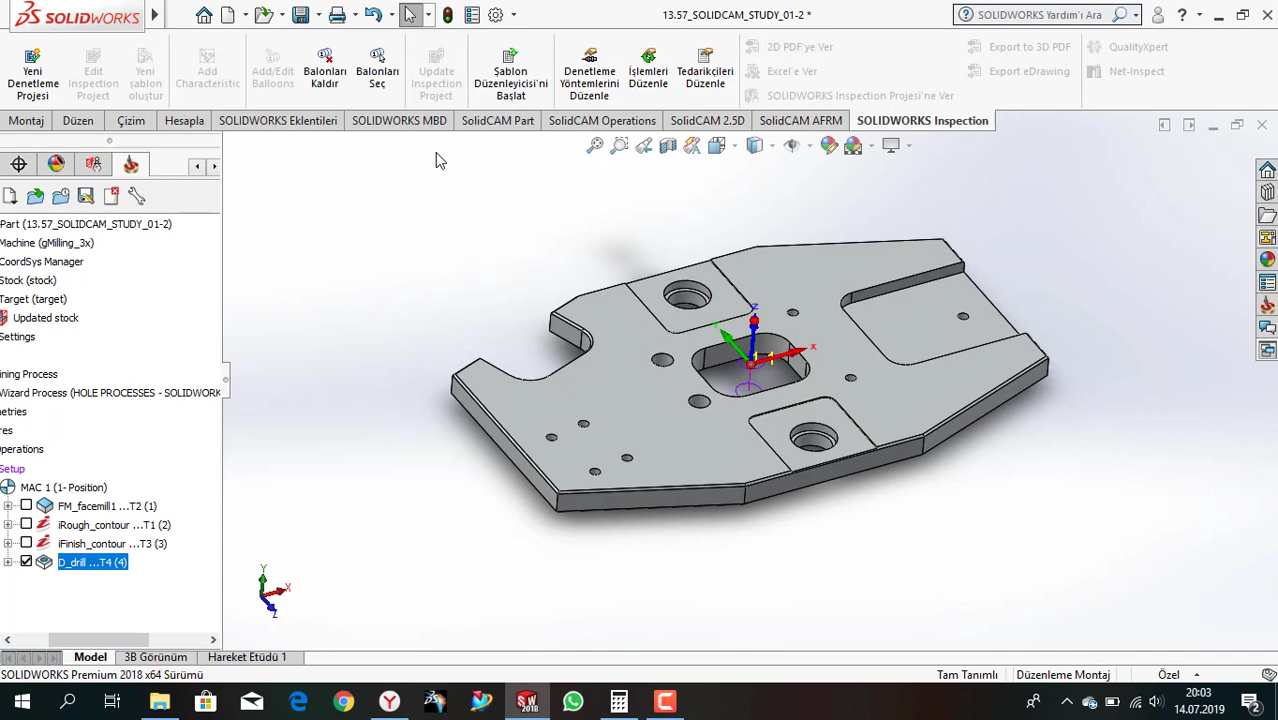 SOLIDWORKS
13.57_SOLIDCAM_STUDY_01-2 *
SOLIDWORKS Yardım'ı Ara
?
Yeni Denetleme Projesi
Edit Inspection Project
Yeni şablon oluştur
Add Characteristic
Add/Edit Balloons
Balonları Kaldır
Balonları Seç
Update Inspection Project
Şablon Düzenleyicisi'ni Başlat
Denetleme Yöntemlerini Düzenle
İşlemleri Düzenle
Tedarikçileri Düzenle
2D PDF'ye Ver
Excel'e Ver
SOLIDWORKS Inspection Projesi'ne Ver
Export to 3D PDF
Export eDrawing
QualityXpert
Net-Inspect
Montaj
Düzen
Çizim
Hesapla
SOLIDWORKS Eklentileri
SOLIDWORKS MBD
SolidCAM Part
SolidCAM Operations
SolidCAM 2.5D
SolidCAM AFRM
SOLIDWORKS Inspection
Part (13.57_SOLIDCAM_STUDY_01-2)
Machine (gMilling_3x)
CoordSys Manager
Stock (stock)
Target (target)
Updated stock
Settings
ining Process
Wizard Process (HOLE PROCESSES - SOLIDWORK
netries
res
Operations
Setup
MAC 1 (1- Position)
FM_facemill1 ...T2 (1)
iRough_contour ...T1 (2)
iFinish_contour ...T3 (3)
D_drill ...T4 (4)
Z
X
1
Y
X
Z
Model
3B Görünüm
Hareket Etüdü 1
SOLIDWORKS Premium 2018 x64 Sürümü
Tam Tanımlı
Düzenleme Montaj
Özel
SW 2018
20:03
14.07.2019
2